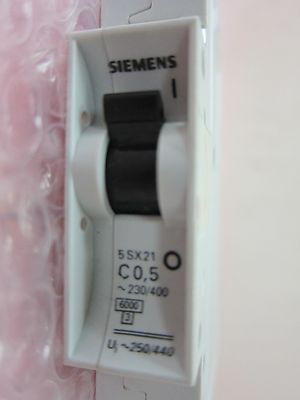 SIEMENS
I
5SX21 O
C0,5
~230/400
6000
3
Ui ~250/440